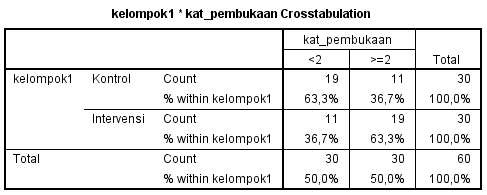 kelompok1 * kat_pembukaan Crosstabulation
kat_pembukaan
<2 >=2 Total
kelompok1 Kontrol Count 19 11 30
% within kelompok1 63,3% 36,7% 100,0%
Intervensi Count 11 19 30
% within kelompok1 36,7% 63,3% 100,0%
Total Count 30 30 60
% within kelompok1 50,0% 50,0% 100,0%